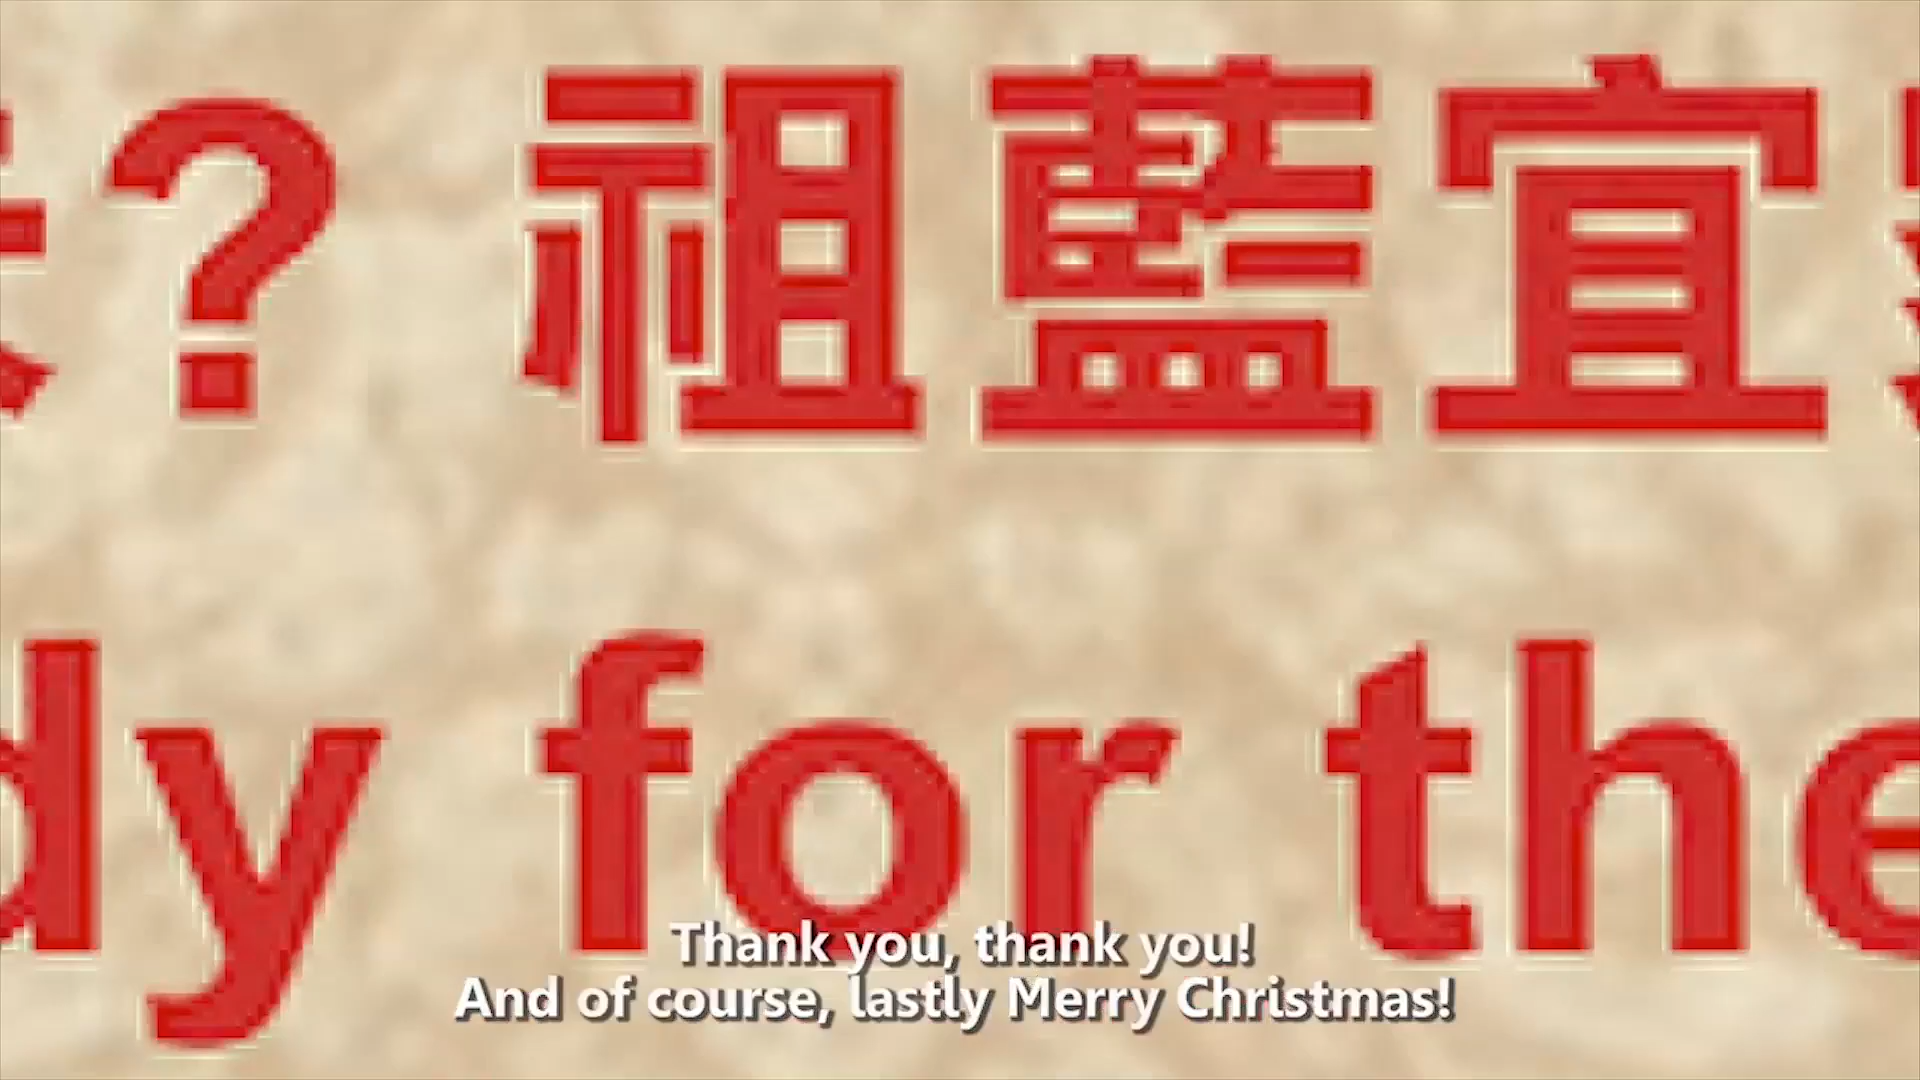 ? 祖藍宜
dy for the
Thank you, thank you!
And of course, lastly Merry Christmas!